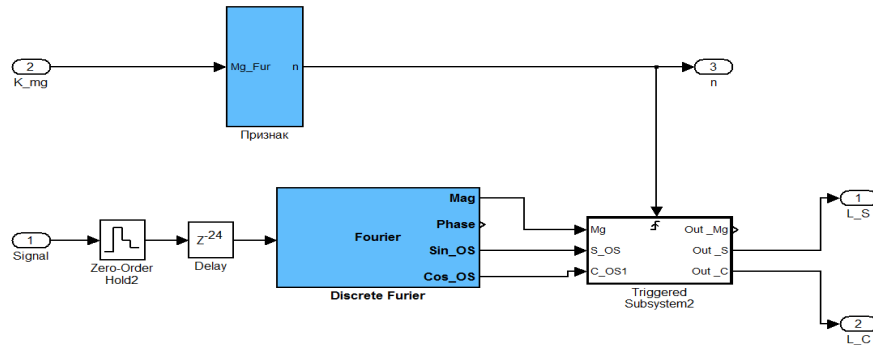 2
K_mg
Mg_Fur
n
Признак
3
n
1
Signal
Zero-Order
Hold2
Z-24
Delay
Mag
Phase
Fourier
Sin_OS
Cos_OS
Discrete Furier
Mg
S_OS
C_OS1
Out _Mg
Out _S
Out _C
Triggered
Subsystem2
1
L_S
2
L_C